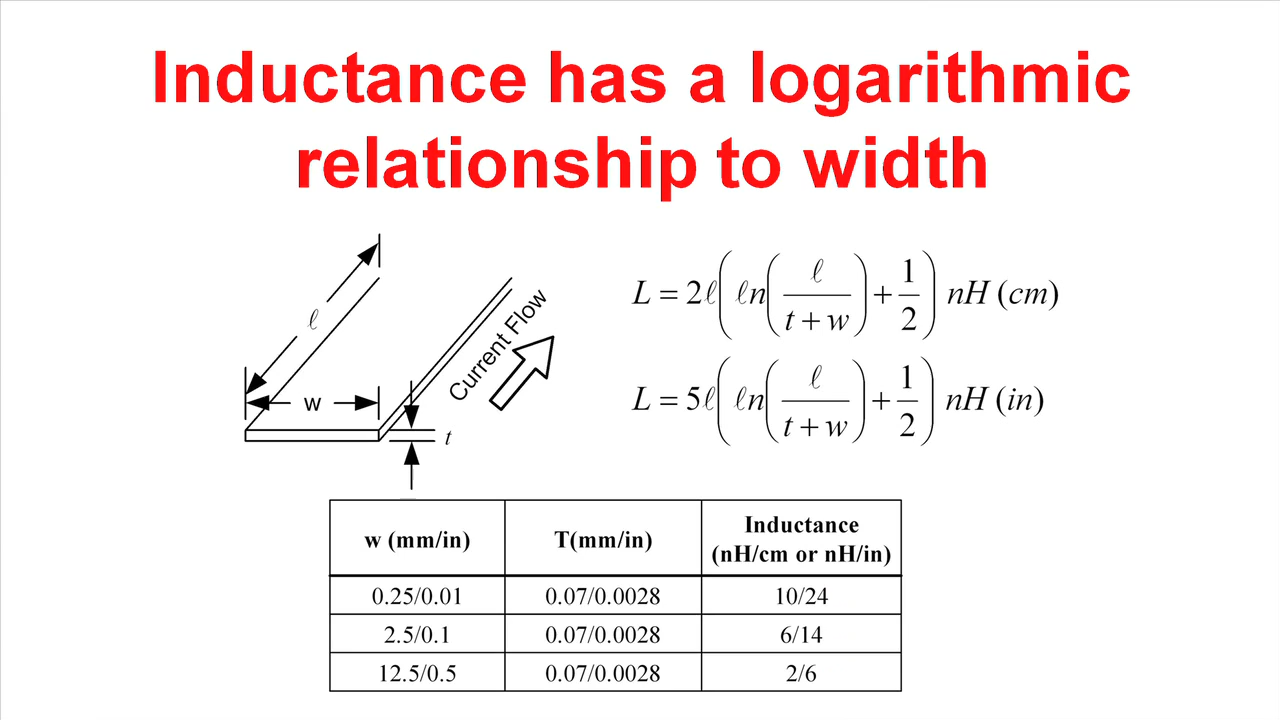 Inductance has a logarithmic
relationship to width
ℓ
w
t
Current Flow
L = 2ℓ( ℓn( ℓ / (t + w) ) + 1/2 ) nH (cm)
L = 5ℓ( ℓn( ℓ / (t + w) ) + 1/2 ) nH (in)
w (mm/in) T(mm/in) Inductance
(nH/cm or nH/in)
0.25/0.01 0.07/0.0028 10/24
2.5/0.1 0.07/0.0028 6/14
12.5/0.5 0.07/0.0028 2/6